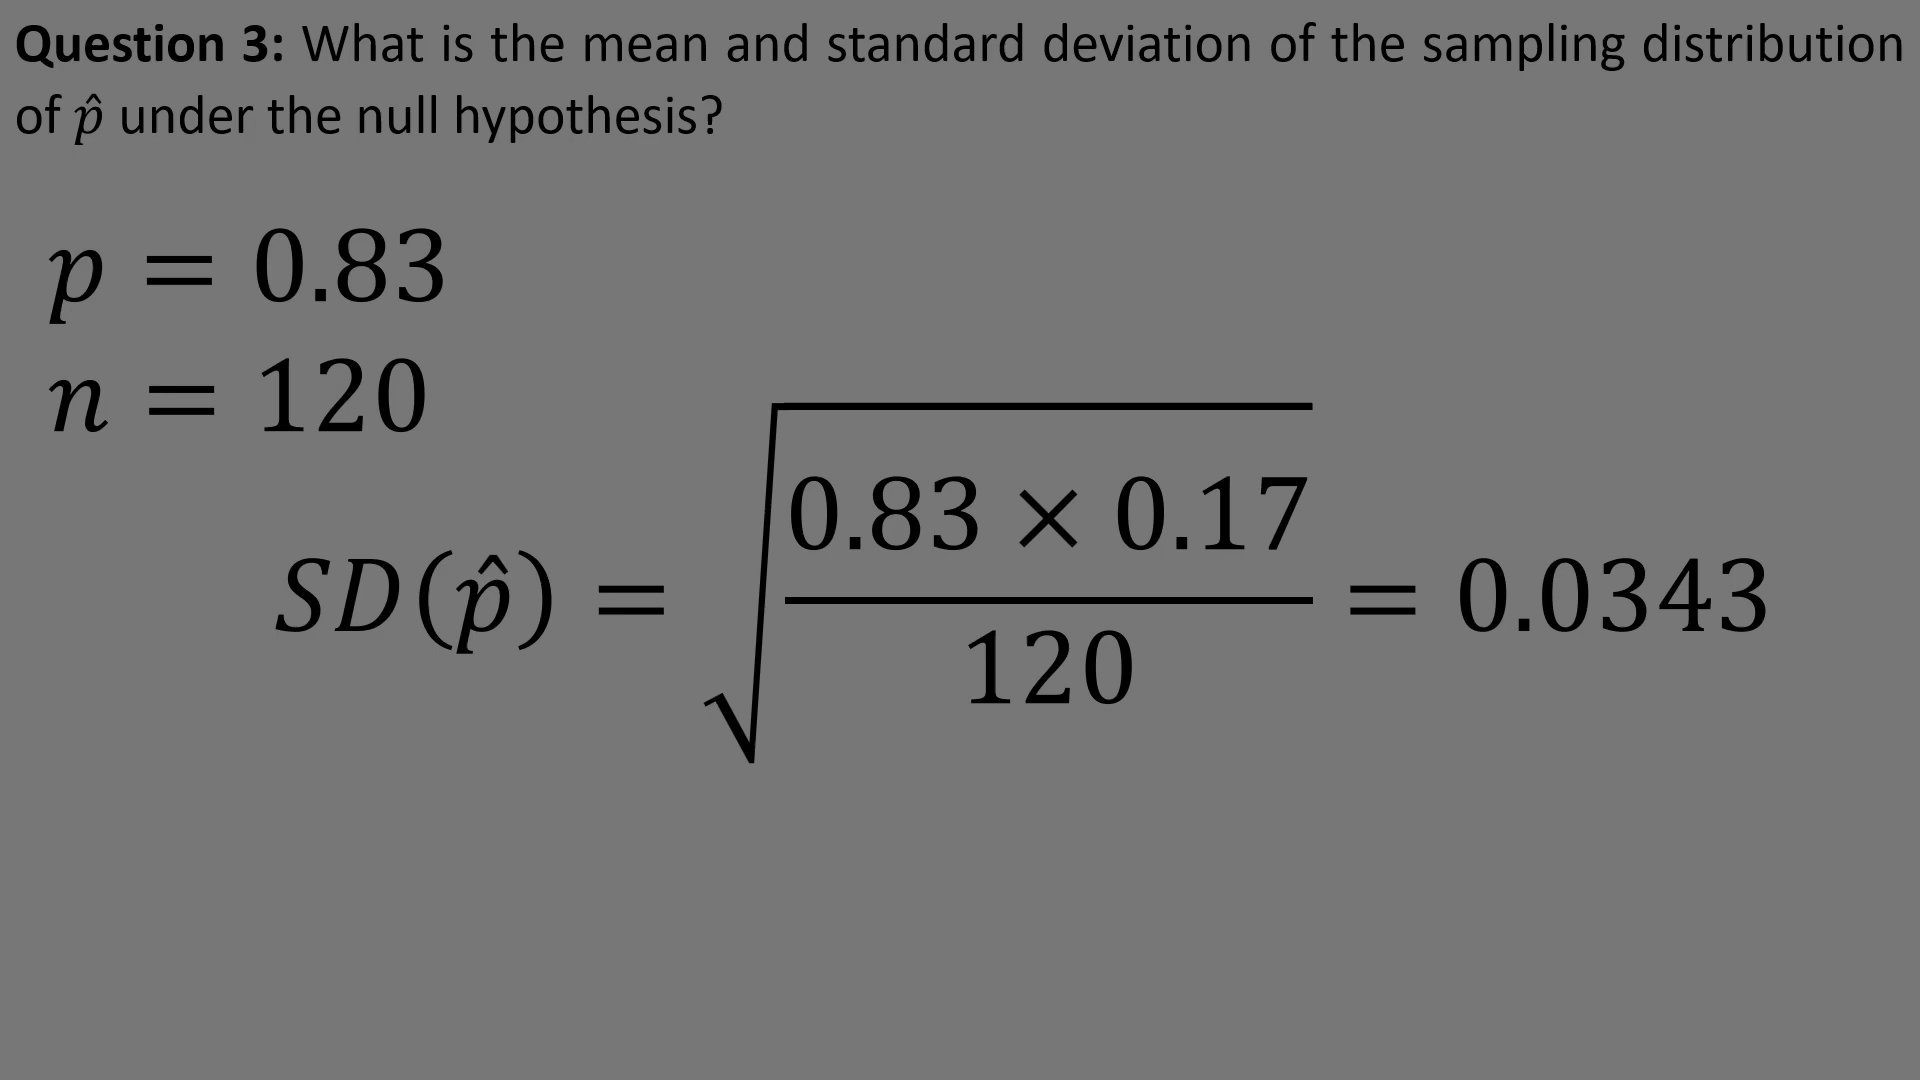 Question 3: What is the mean and standard deviation of the sampling distribution
of p̂ under the null hypothesis?
p = 0.83
n = 120
SD(p̂) = √(0.83 × 0.17 / 120) = 0.0343